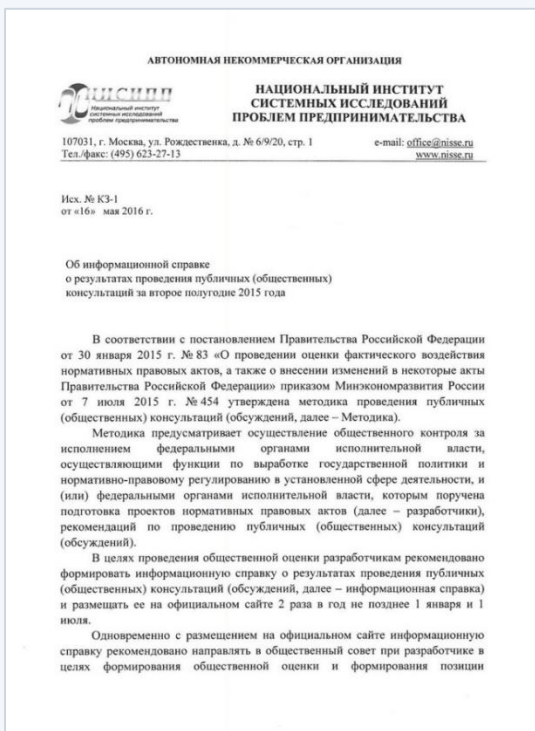 АВТОНОМНАЯ НЕКОММЕРЧЕСКАЯ ОРГАНИЗАЦИЯ
НИСИПП
Национальный институт
системных исследований
проблем предпринимательства
НАЦИОНАЛЬНЫЙ ИНСТИТУТ
СИСТЕМНЫХ ИССЛЕДОВАНИЙ
ПРОБЛЕМ ПРЕДПРИНИМАТЕЛЬСТВА
107031, г. Москва, ул. Рождественка, д. № 6/9/20, стр. 1
Тел./факс: (495) 623-27-13
e-mail: office@nisse.ru
www.nisse.ru
Исх. № КЗ-1
от «16» мая 2016 г.
Об информационной справке
о результатах проведения публичных (общественных)
консультаций за второе полугодие 2015 года
В соответствии с постановлением Правительства Российской Федерации
от 30 января 2015 г. № 83 «О проведении оценки фактического воздействия
нормативных правовых актов, а также о внесении изменений в некоторые акты
Правительства Российской Федерации» приказом Минэкономразвития России
от 7 июля 2015 г. № 454 утверждена методика проведения публичных
(общественных) консультаций (обсуждений, далее – Методика).
Методика предусматривает осуществление общественного контроля за
исполнением федеральными органами исполнительной власти,
осуществляющими функции по выработке государственной политики и
нормативно-правовому регулированию в установленной сфере деятельности, и
(или) федеральными органами исполнительной власти, которым поручена
подготовка проектов нормативных правовых актов (далее – разработчики),
рекомендаций по проведению публичных (общественных) консультаций
(обсуждений).
В целях проведения общественной оценки разработчикам рекомендовано
формировать информационную справку о результатах проведения публичных
(общественных) консультаций (обсуждений, далее – информационная справка)
и размещать ее на официальном сайте 2 раза в год не позднее 1 января и 1
июля.
Одновременно с размещением на официальном сайте информационную
справку рекомендовано направлять в общественный совет при разработчике в
целях формирования общественной оценки и формирования позиции